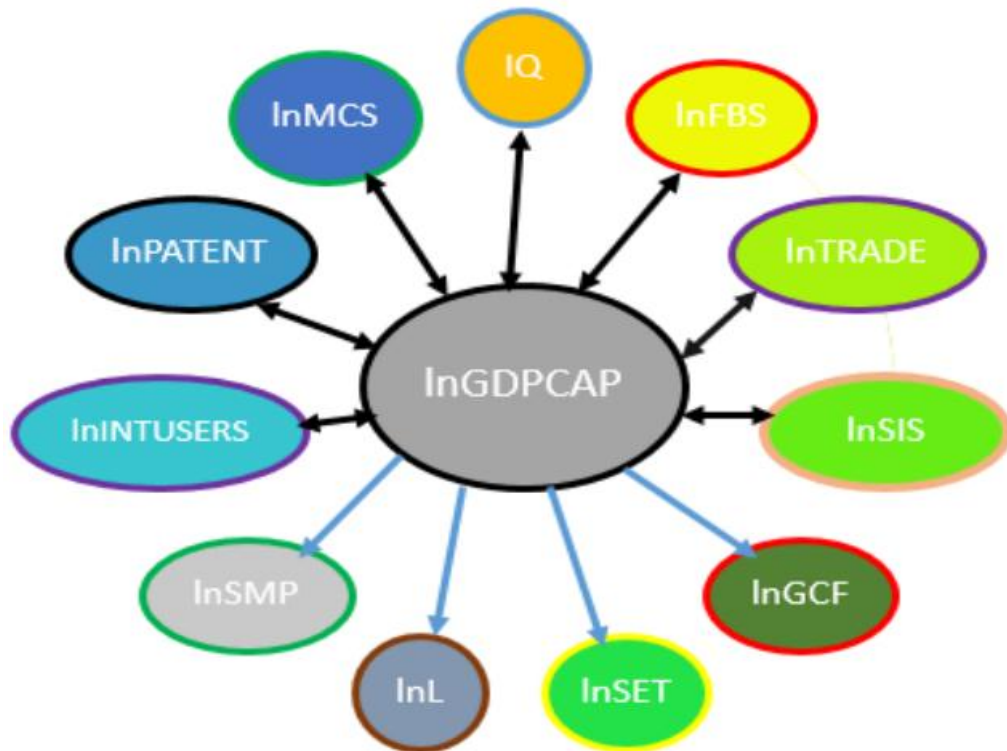 IQ
lnMCS
lnFBS
lnPATENT
lnTRADE
lnGDPCAP
lnINTUSERS
lnSIS
lnSMP
lnGCF
lnL
lnSET